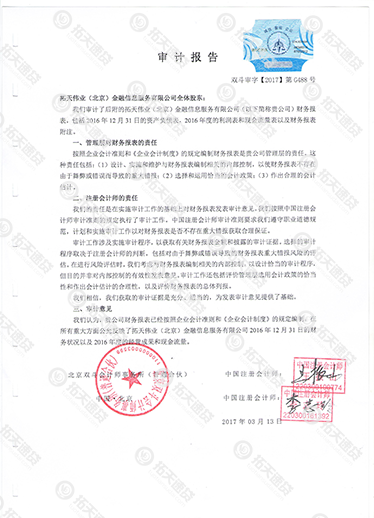 审计报告
双斗审字【2017】第G488号
拓天伟业（北京）金融信息服务有限公司全体股东：
我们审计了后附的拓天伟业（北京）金融信息服务有限公司（以下简称贵公司）财务报
表，包括2016年12月31日的资产负债表，2016年度的利润表和现金流量表以及财务报表
附注。
一、管理层对财务报表的责任
按照企业会计准则和《企业会计制度》的规定编制财务报表是贵公司管理层的责任。这
种责任包括：（1）设计、实施和维护与财务报表编制相关的内部控制，以使财务报表不存在
由于舞弊或错误而导致的重大错报；（2）选择和运用恰当的会计政策；（3）作出合理的会计
估计。
二、注册会计师的责任
我们的责任是在实施审计工作的基础上对财务报表发表审计意见。我们按照中国注册会
计师审计准则的规定执行了审计工作。中国注册会计师审计准则要求我们遵守职业道德规
范，计划和实施审计工作以对财务报表是否不存在重大错报获取合理保证。
审计工作涉及实施审计程序，以获取有关财务报表金额和披露的审计证据。选择的审计
程序取决于注册会计师的判断，包括对由于舞弊或错误导致的财务报表重大错报风险的评
估。在进行风险评估时，我们考虑与财务报表编制相关的内部控制，以设计恰当的审计程序，
但目的并非对内部控制的有效性发表意见。审计工作还包括评价管理层选用会计政策的恰当
性和作出会计估计的合理性，以及评价财务报表的总体列报。
我们相信，我们获取的审计证据是充分、适当的，为发表审计意见提供了基础。
三、审计意见
我们认为，贵公司财务报表已经按照企业会计准则和《企业会计制度》的规定编制，在
所有重大方面公允反映了拓天伟业（北京）金融信息服务有限公司2016年12月31日的财
务状况以及2016年度的经营成果和现金流量。
北京双斗会计师事务所（普通合伙）
中国注册会计师：
中国·北京
中国注册会计师：
2017年03月13日
拓天速贷